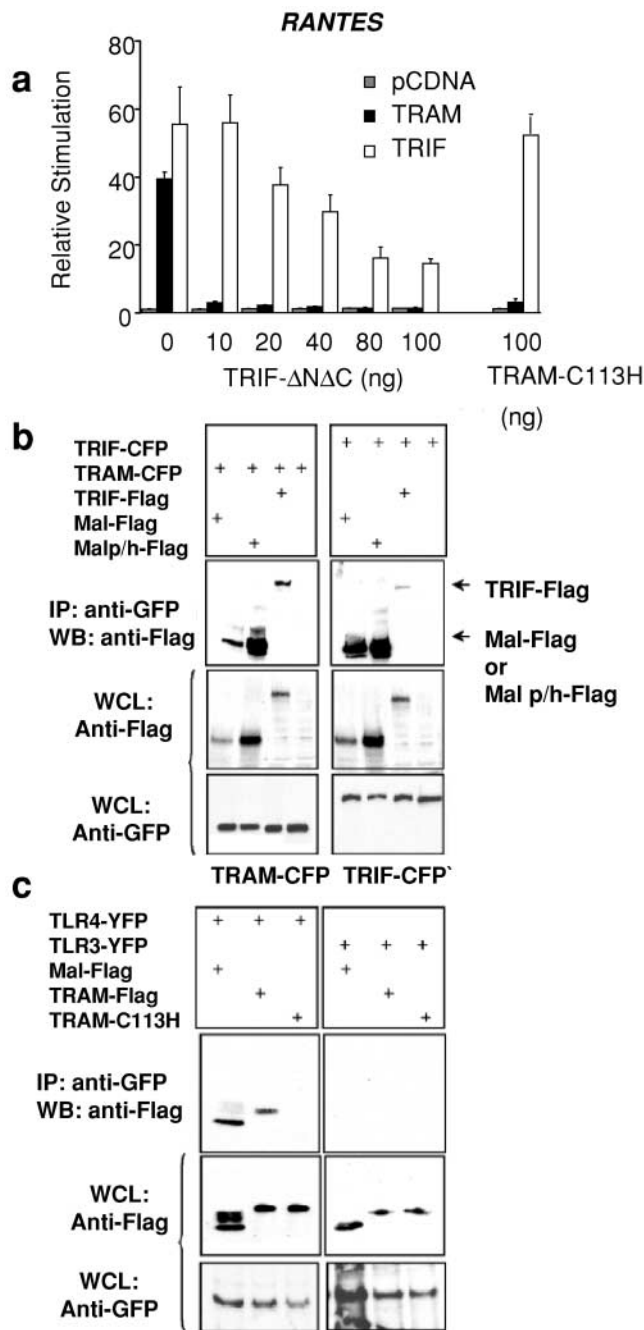 RANTES
a
Relative Stimulation
80
60
40
20
0
pCDNA
TRAM
TRIF
0 10 20 40 80 100 100
TRIF-ΔNΔC (ng) TRAM-C113H
(ng)
b
TRIF-CFP + + + +
TRAM-CFP + + + +
TRIF-Flag + +
Mal-Flag + +
Malp/h-Flag + +
IP: anti-GFP
WB: anti-Flag
TRIF-Flag
Mal-Flag
or
Mal p/h-Flag
WCL:
Anti-Flag
WCL:
Anti-GFP
TRAM-CFP TRIF-CFP`
c
TLR4-YFP + + +
TLR3-YFP + + +
Mal-Flag + +
TRAM-Flag + +
TRAM-C113H + +
IP: anti-GFP
WB: anti-Flag
WCL:
Anti-Flag
WCL:
Anti-GFP